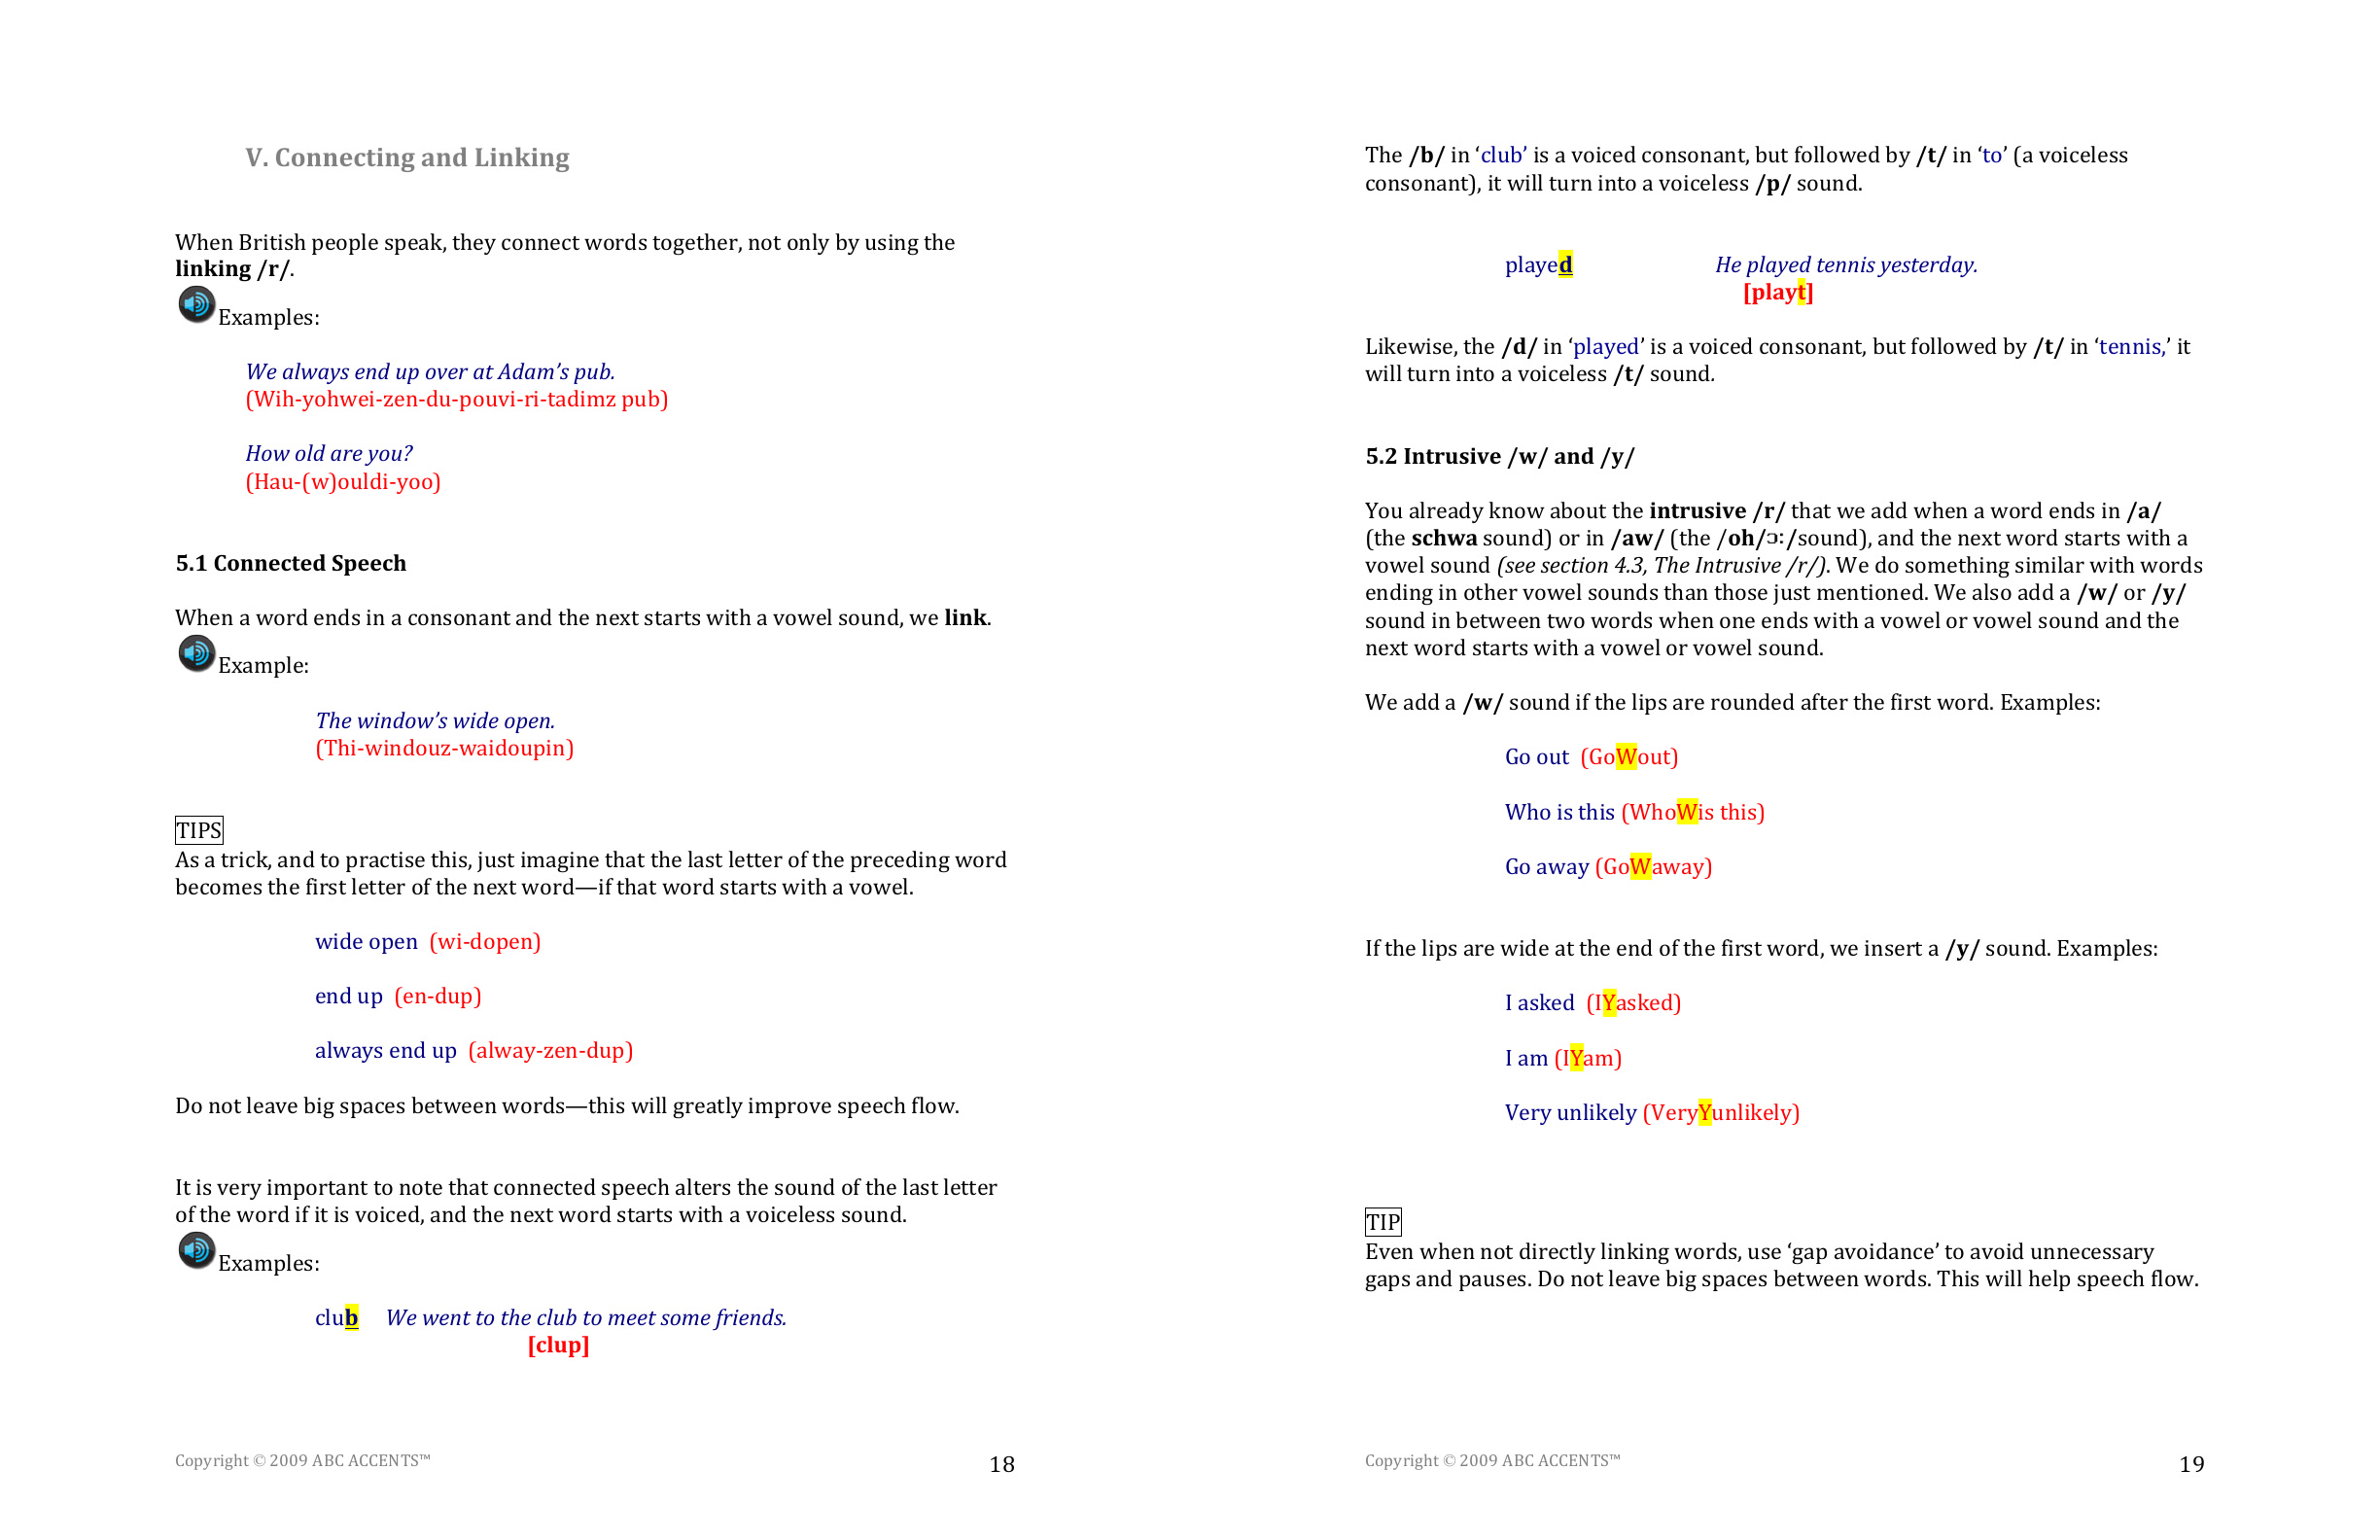 V. Connecting and Linking
When British people speak, they connect words together, not only by using the
linking /r/.
Examples:
We always end up over at Adam’s pub.
(Wih-yohwei-zen-du-pouvi-ri-tadimz pub)
How old are you?
(Hau-(w)ouldi-yoo)
5.1 Connected Speech
When a word ends in a consonant and the next starts with a vowel sound, we link.
Example:
The window’s wide open.
(Thi-windouz-waidoupin)
TIPS
As a trick, and to practise this, just imagine that the last letter of the preceding word
becomes the first letter of the next word—if that word starts with a vowel.
wide open (wi-dopen)
end up (en-dup)
always end up (alway-zen-dup)
Do not leave big spaces between words—this will greatly improve speech flow.
It is very important to note that connected speech alters the sound of the last letter
of the word if it is voiced, and the next word starts with a voiceless sound.
Examples:
club We went to the club to meet some friends.
[clup]
Copyright © 2009 ABC ACCENTS™ 18
The /b/ in ‘club’ is a voiced consonant, but followed by /t/ in ‘to’ (a voiceless
consonant), it will turn into a voiceless /p/ sound.
played He played tennis yesterday.
[playt]
Likewise, the /d/ in ‘played’ is a voiced consonant, but followed by /t/ in ‘tennis,’ it
will turn into a voiceless /t/ sound.
5.2 Intrusive /w/ and /y/
You already know about the intrusive /r/ that we add when a word ends in /a/
(the schwa sound) or in /aw/ (the /oh/ɔː/sound), and the next word starts with a
vowel sound (see section 4.3, The Intrusive /r/). We do something similar with words
ending in other vowel sounds than those just mentioned. We also add a /w/ or /y/
sound in between two words when one ends with a vowel or vowel sound and the
next word starts with a vowel or vowel sound.
We add a /w/ sound if the lips are rounded after the first word. Examples:
Go out (GoWout)
Who is this (WhoWis this)
Go away (GoWaway)
If the lips are wide at the end of the first word, we insert a /y/ sound. Examples:
I asked (IYasked)
I am (IYam)
Very unlikely (VeryYunlikely)
TIP
Even when not directly linking words, use ‘gap avoidance’ to avoid unnecessary
gaps and pauses. Do not leave big spaces between words. This will help speech flow.
Copyright © 2009 ABC ACCENTS™ 19